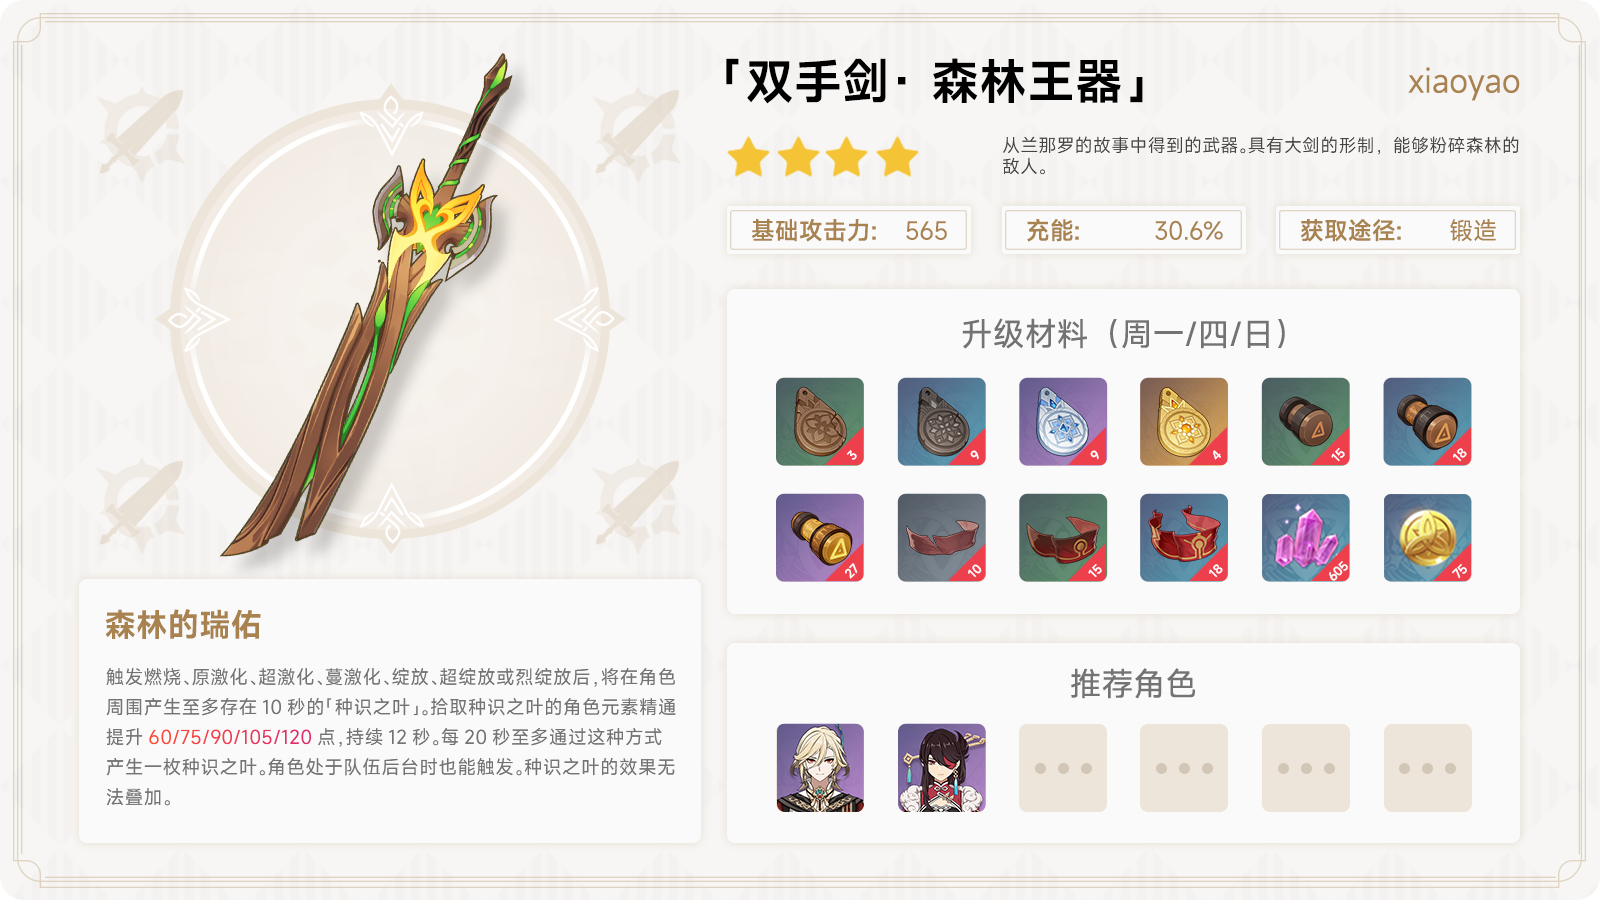 「双手剑· 森林王器」
xiaoyao
从兰那罗的故事中得到的武器。具有大剑的形制，能够粉碎森林的
敌人。
基础攻击力: 565
充能: 30.6%
获取途径: 锻造
升级材料（周一/四/日）
3 9 9 4 15 18
27 10 15 18 605 75
森林的瑞佑
触发燃烧、原激化、超激化、蔓激化、绽放、超绽放或烈绽放后,将在角色
周围产生至多存在 10 秒的「种识之叶」。拾取种识之叶的角色元素精通
提升 60/75/90/105/120 点,持续 12 秒。每 20 秒至多通过这种方式
产生一枚种识之叶。角色处于队伍后台时也能触发。种识之叶的效果无
法叠加。
推荐角色